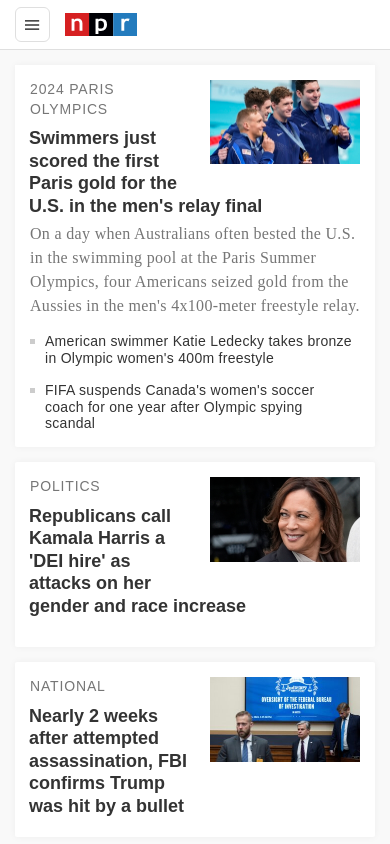 npr
2024 PARIS
OLYMPICS
Swimmers just
scored the first
Paris gold for the
U.S. in the men's relay final
On a day when Australians often bested the U.S.
in the swimming pool at the Paris Summer
Olympics, four Americans seized gold from the
Aussies in the men's 4x100-meter freestyle relay.
American swimmer Katie Ledecky takes bronze
in Olympic women's 400m freestyle
FIFA suspends Canada's women's soccer
coach for one year after Olympic spying
scandal
POLITICS
Republicans call
Kamala Harris a
'DEI hire' as
attacks on her
gender and race increase
NATIONAL
Nearly 2 weeks
after attempted
assassination, FBI
confirms Trump
was hit by a bullet
OVERSIGHT OF THE FEDERAL BUREAU
OF INVESTIGATION